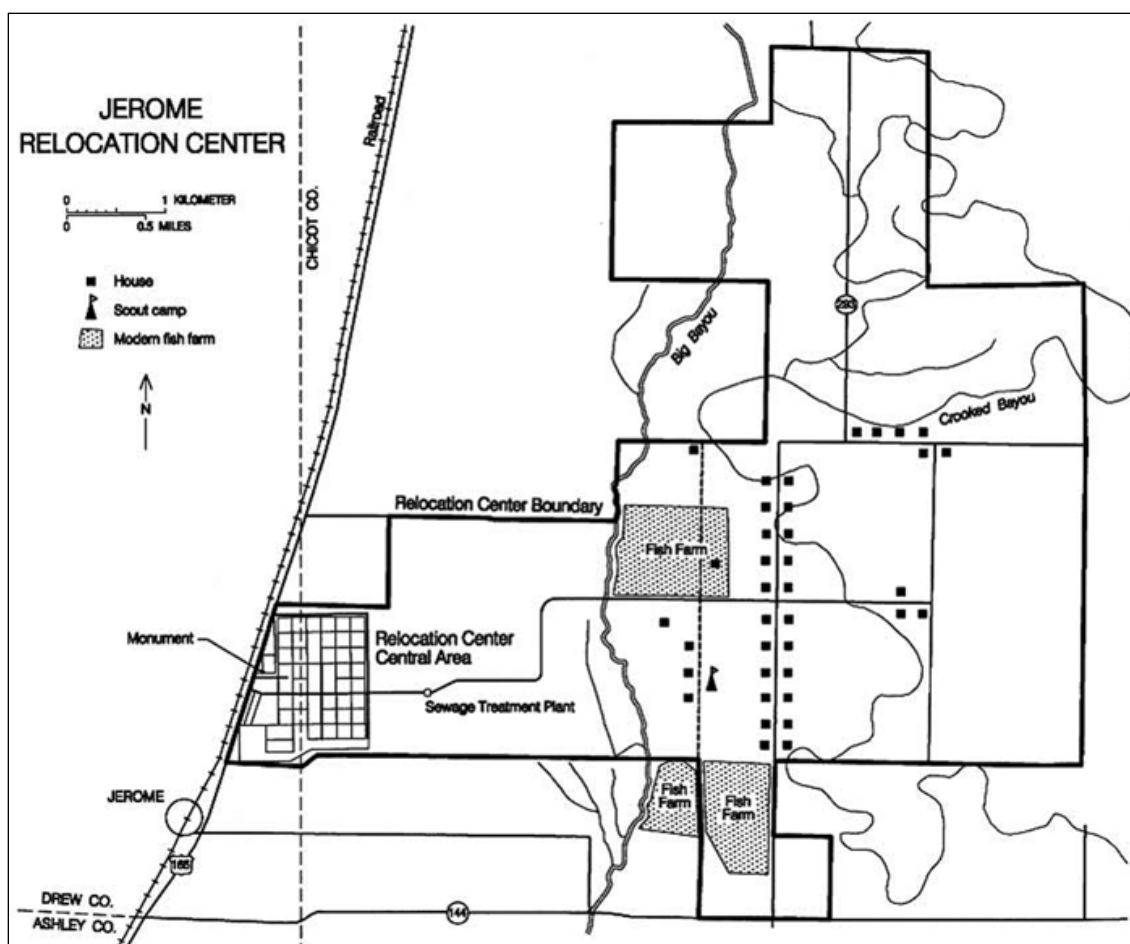 JEROME
RELOCATION CENTER
0 1 KILOMETER
0 0.5 MILES
House
Scout camp
Modern fish farm
N
Railroad
CHICOT CO.
Big Bayou
293
Crooked Bayou
Relocation Center Boundary
Fish Farm
Monument
Relocation Center
Central Area
Sewage Treatment Plant
JEROME
Fish
Farm
Fish
Farm
165
DREW CO.
ASHLEY CO.
144